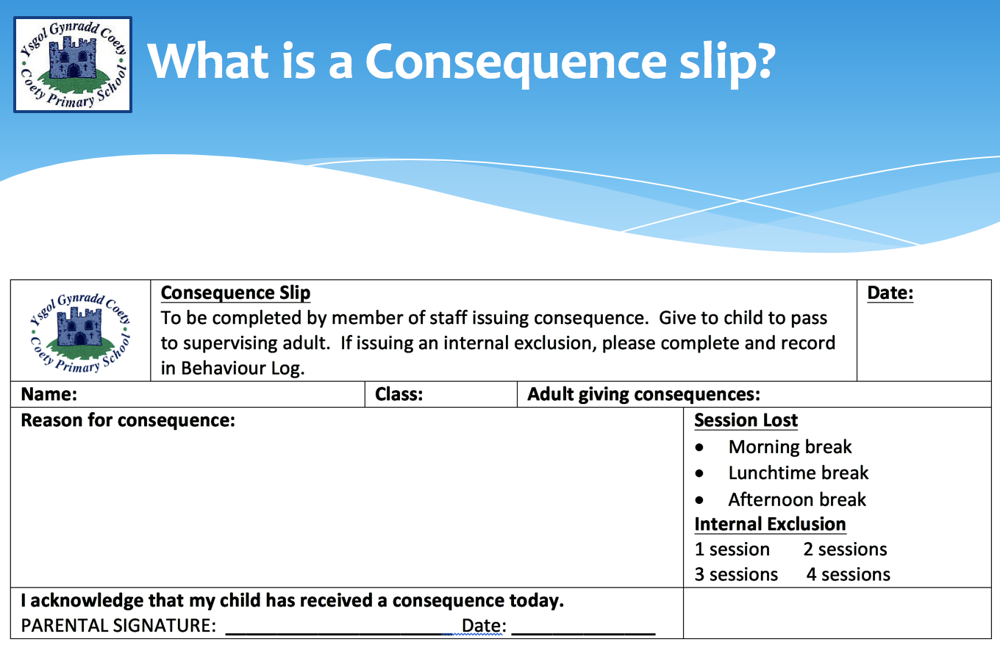 Ysgol Gynradd Coety
Coety Primary School
What is a Consequence slip?
Ysgol Gynradd Coety
Coety Primary School
Consequence Slip
To be completed by member of staff issuing consequence.  Give to child to pass
to supervising adult.  If issuing an internal exclusion, please complete and record
in Behaviour Log.
Date:
Name:
Class:
Adult giving consequences:
Reason for consequence:
Session Lost
• Morning break
• Lunchtime break
• Afternoon break
Internal Exclusion
1 session 2 sessions
3 sessions 4 sessions
I acknowledge that my child has received a consequence today.
PARENTAL SIGNATURE: ______________________ Date: ______________